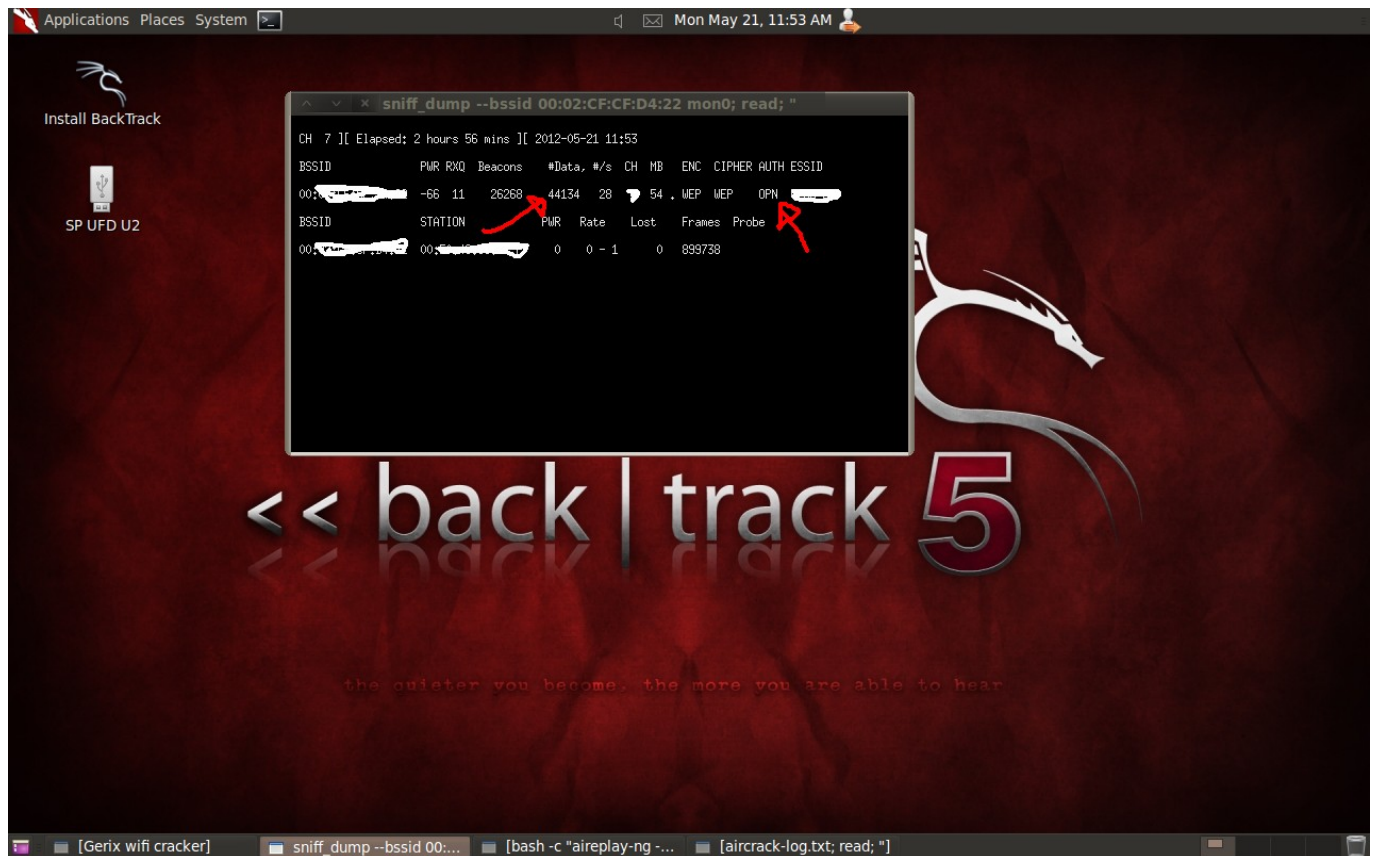 Applications Places System Mon May 21, 11:53 AM
Install BackTrack
SP UFD U2
sniff_dump --bssid 00:02:CF:CF:D4:22 mon0; read; "
CH 7 ][ Elapsed: 2 hours 56 mins ][ 2012-05-21 11:53
BSSID PWR RXQ Beacons #Data, #/s CH MB ENC CIPHER AUTH ESSID
00: -66 11 26268 44134 28 54 . WEP WEP OPN
BSSID STATION PWR Rate Lost Frames Probe
00: 00: 0 0 - 1 0 899738
<< back | track 5
the quieter you become, the more you are able to hear
[Gerix wifi cracker] sniff_dump --bssid 00:... [bash -c "aireplay-ng -... [aircrack-log.txt; read; "]